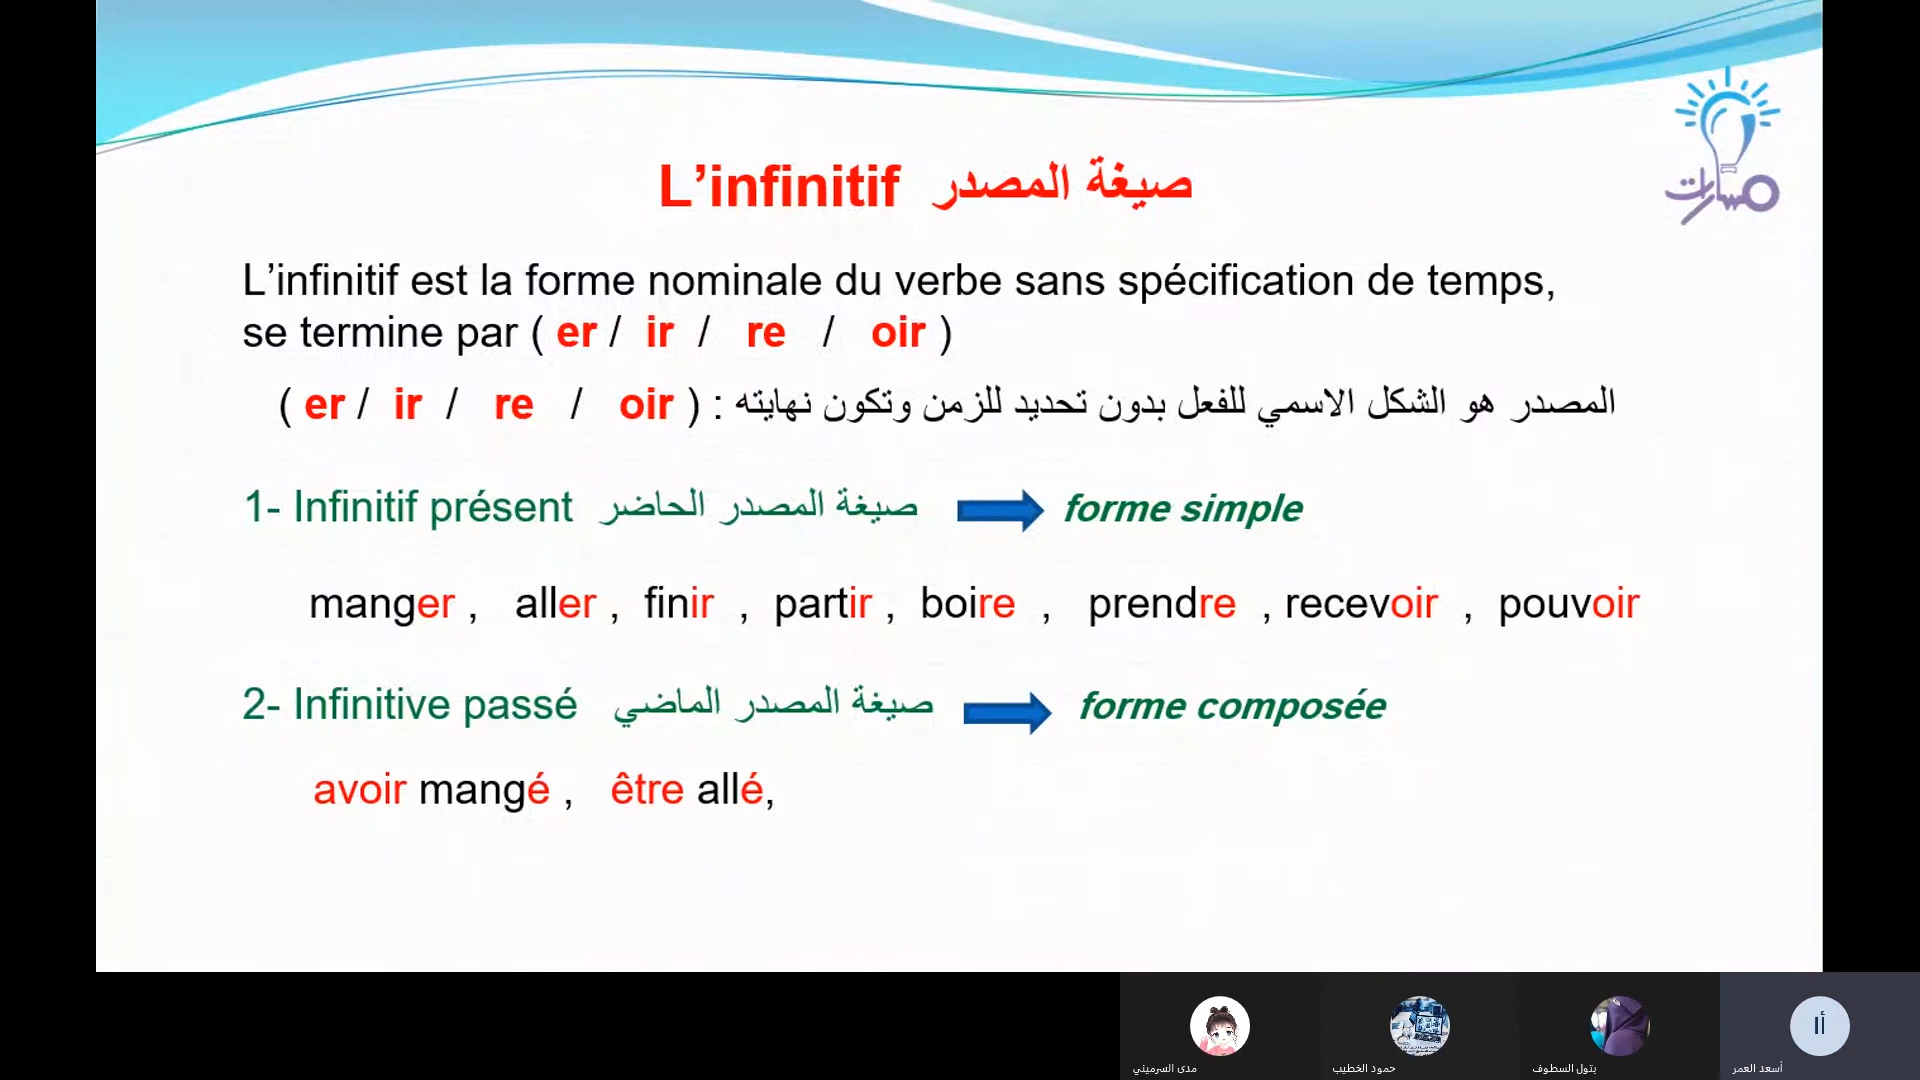 مسارات
L’infinitif صيغة المصدر
L’infinitif est la forme nominale du verbe sans spécification de temps,
se termine par ( er / ir / re / oir )
المصدر هو الشكل الاسمي للفعل بدون تحديد للزمن وتكون نهايته : ( er / ir / re / oir )
1- Infinitif présent صيغة المصدر الحاضر forme simple
manger , aller , finir , partir , boire , prendre , recevoir , pouvoir
2- Infinitive passé صيغة المصدر الماضي forme composée
avoir mangé , être allé,
أا
مدى السرميني
حمود الخطيب
بتول السطوف
أسعد العمر